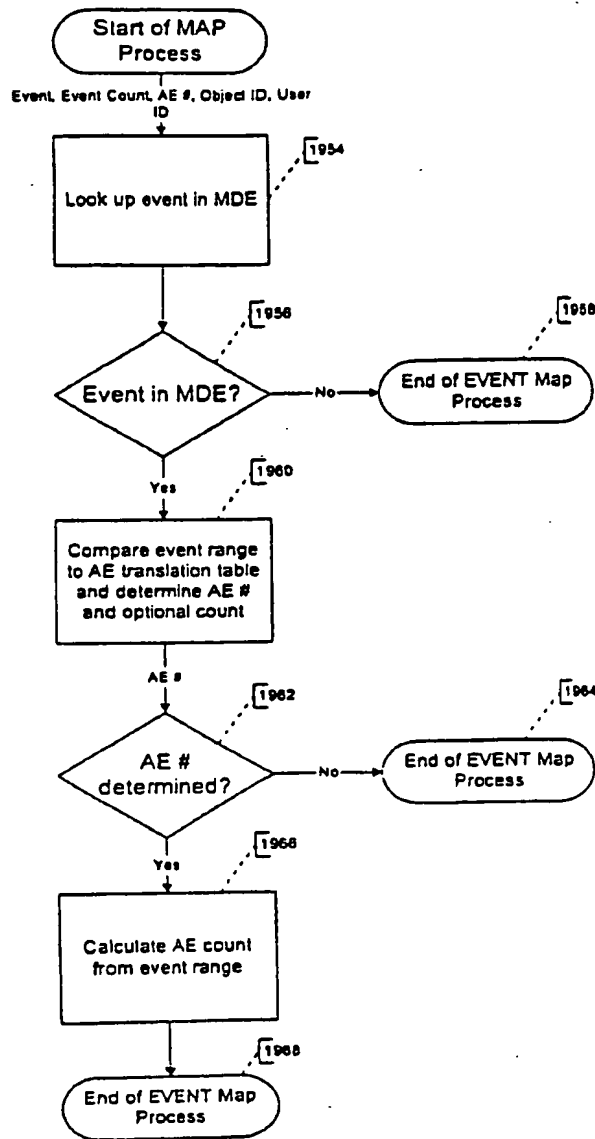 Start of MAP
Process
Event, Event Count, AE #, Object ID, User
ID
1954
Look up event in MDE
1956
1958
Event in MDE?
No
End of EVENT Map
Process
Yes
1960
Compare event range
to AE translation table
and determine AE #
and optional count
AE #
1962
1964
AE #
determined?
No
End of EVENT Map
Process
Yes
1966
Calculate AE count
from event range
1968
End of EVENT Map
Process